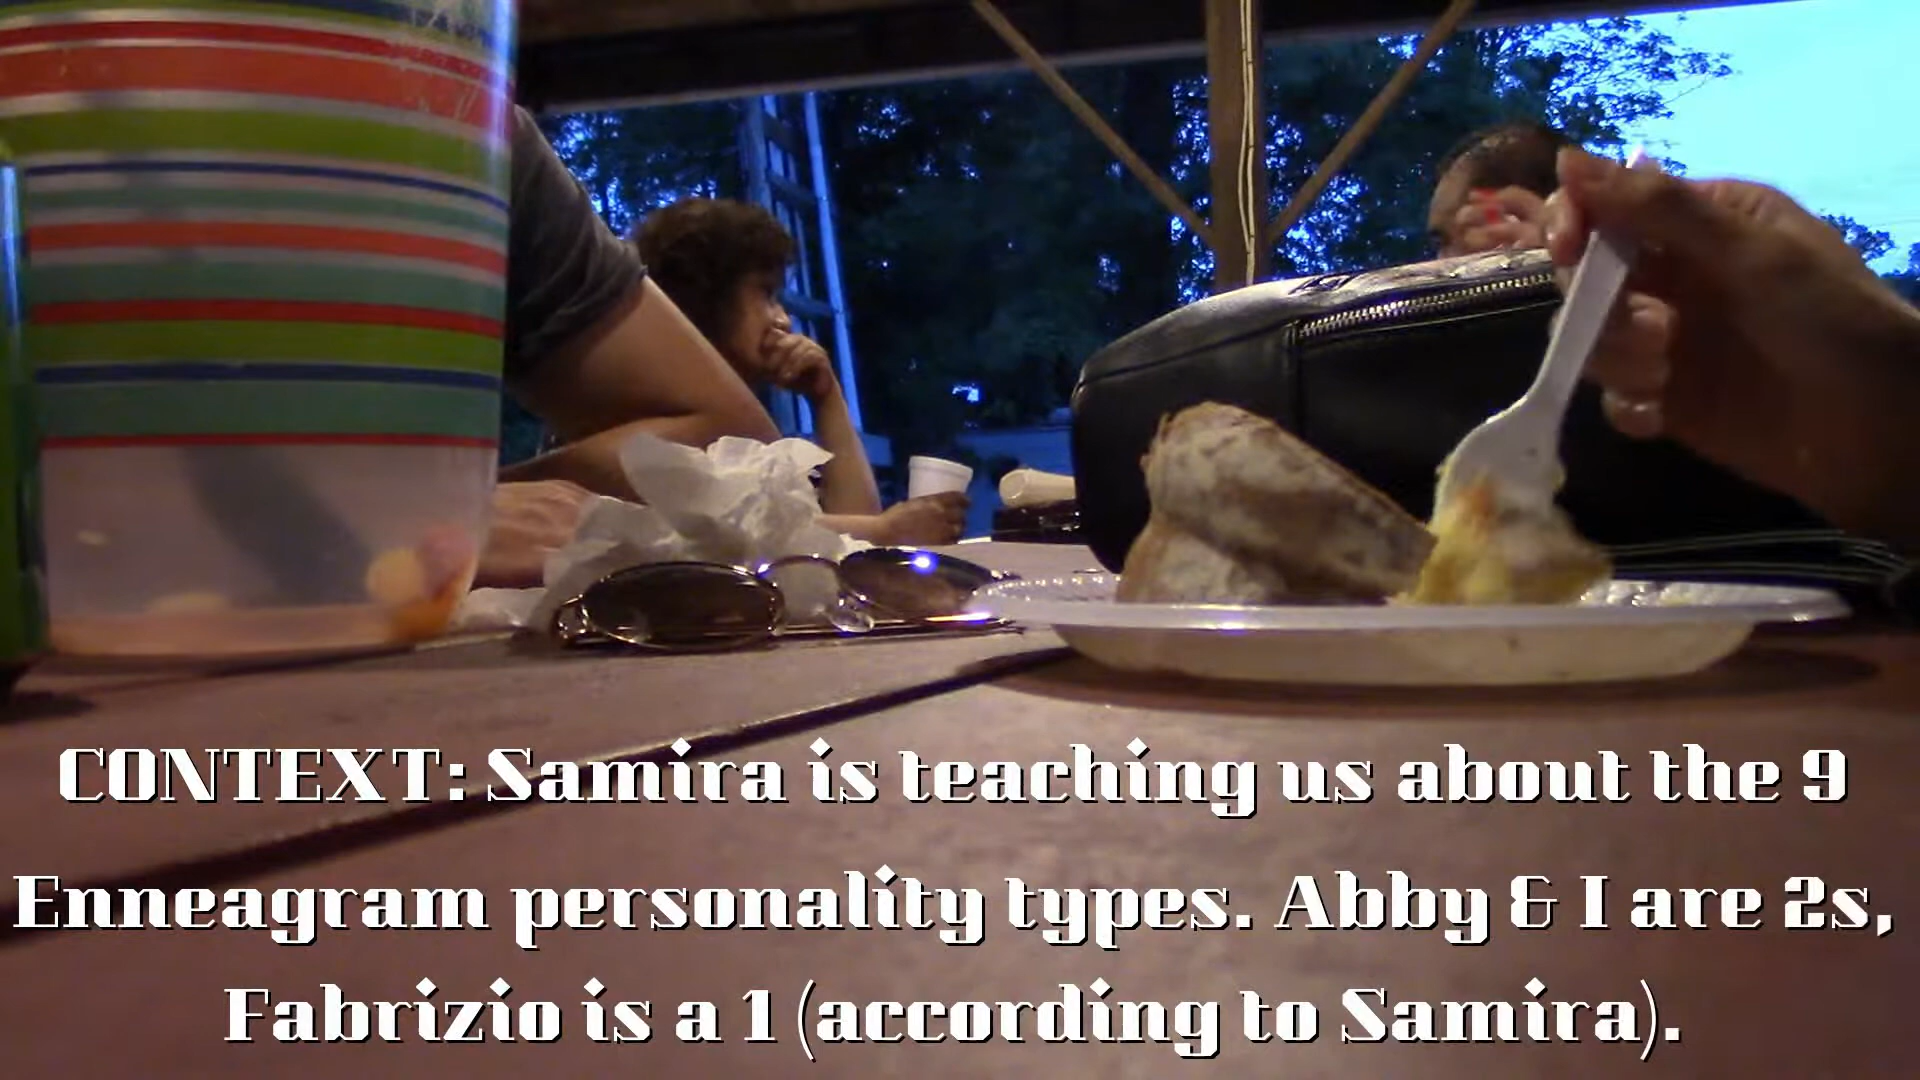 CONTEXT: Samira is teaching us about the 9
Enneagram personality types. Abby & I are 2s,
Fabrizio is a 1 (according to Samira).